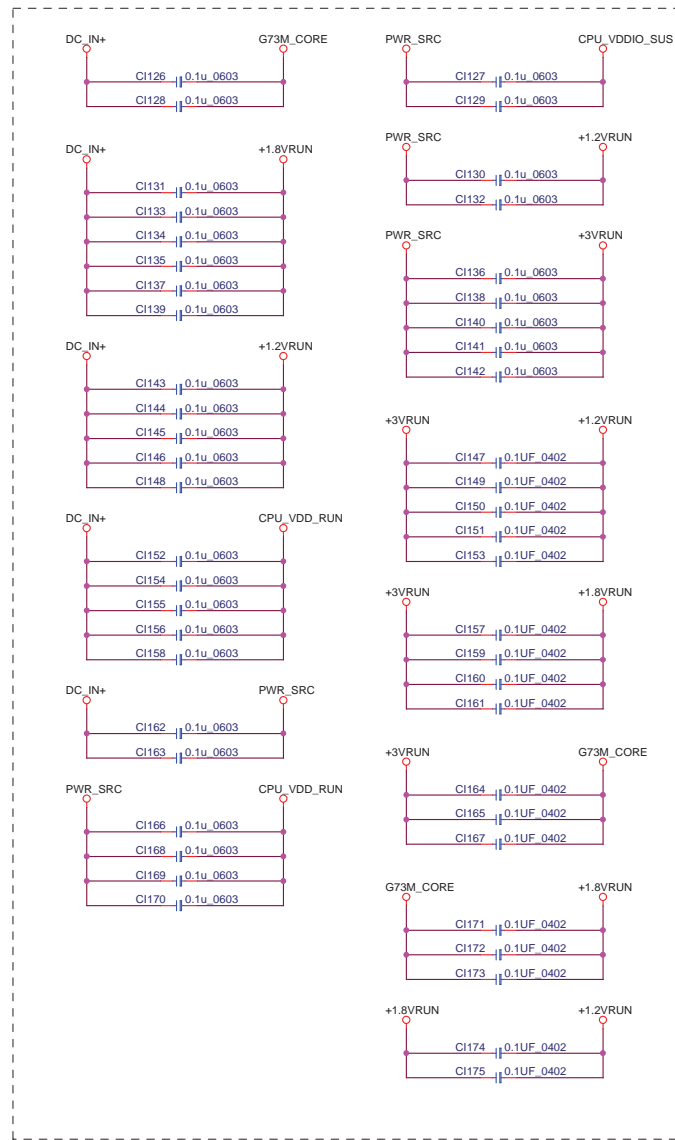 DC_IN+ G73M_CORE
CI126 0.1u_0603
CI128 0.1u_0603
DC_IN+ +1.8VRUN
CI131 0.1u_0603
CI133 0.1u_0603
CI134 0.1u_0603
CI135 0.1u_0603
CI137 0.1u_0603
CI139 0.1u_0603
DC_IN+ +1.2VRUN
CI143 0.1u_0603
CI144 0.1u_0603
CI145 0.1u_0603
CI146 0.1u_0603
CI148 0.1u_0603
DC_IN+ CPU_VDD_RUN
CI152 0.1u_0603
CI154 0.1u_0603
CI155 0.1u_0603
CI156 0.1u_0603
CI158 0.1u_0603
DC_IN+ PWR_SRC
CI162 0.1u_0603
CI163 0.1u_0603
PWR_SRC CPU_VDD_RUN
CI166 0.1u_0603
CI168 0.1u_0603
CI169 0.1u_0603
CI170 0.1u_0603
PWR_SRC CPU_VDDIO_SUS
CI127 0.1u_0603
CI129 0.1u_0603
PWR_SRC +1.2VRUN
CI130 0.1u_0603
CI132 0.1u_0603
PWR_SRC +3VRUN
CI136 0.1u_0603
CI138 0.1u_0603
CI140 0.1u_0603
CI141 0.1u_0603
CI142 0.1u_0603
+3VRUN +1.2VRUN
CI147 0.1UF_0402
CI149 0.1UF_0402
CI150 0.1UF_0402
CI151 0.1UF_0402
CI153 0.1UF_0402
+3VRUN +1.8VRUN
CI157 0.1UF_0402
CI159 0.1UF_0402
CI160 0.1UF_0402
CI161 0.1UF_0402
+3VRUN G73M_CORE
CI164 0.1UF_0402
CI165 0.1UF_0402
CI167 0.1UF_0402
G73M_CORE +1.8VRUN
CI171 0.1UF_0402
CI172 0.1UF_0402
CI173 0.1UF_0402
+1.8VRUN +1.2VRUN
CI174 0.1UF_0402
CI175 0.1UF_0402